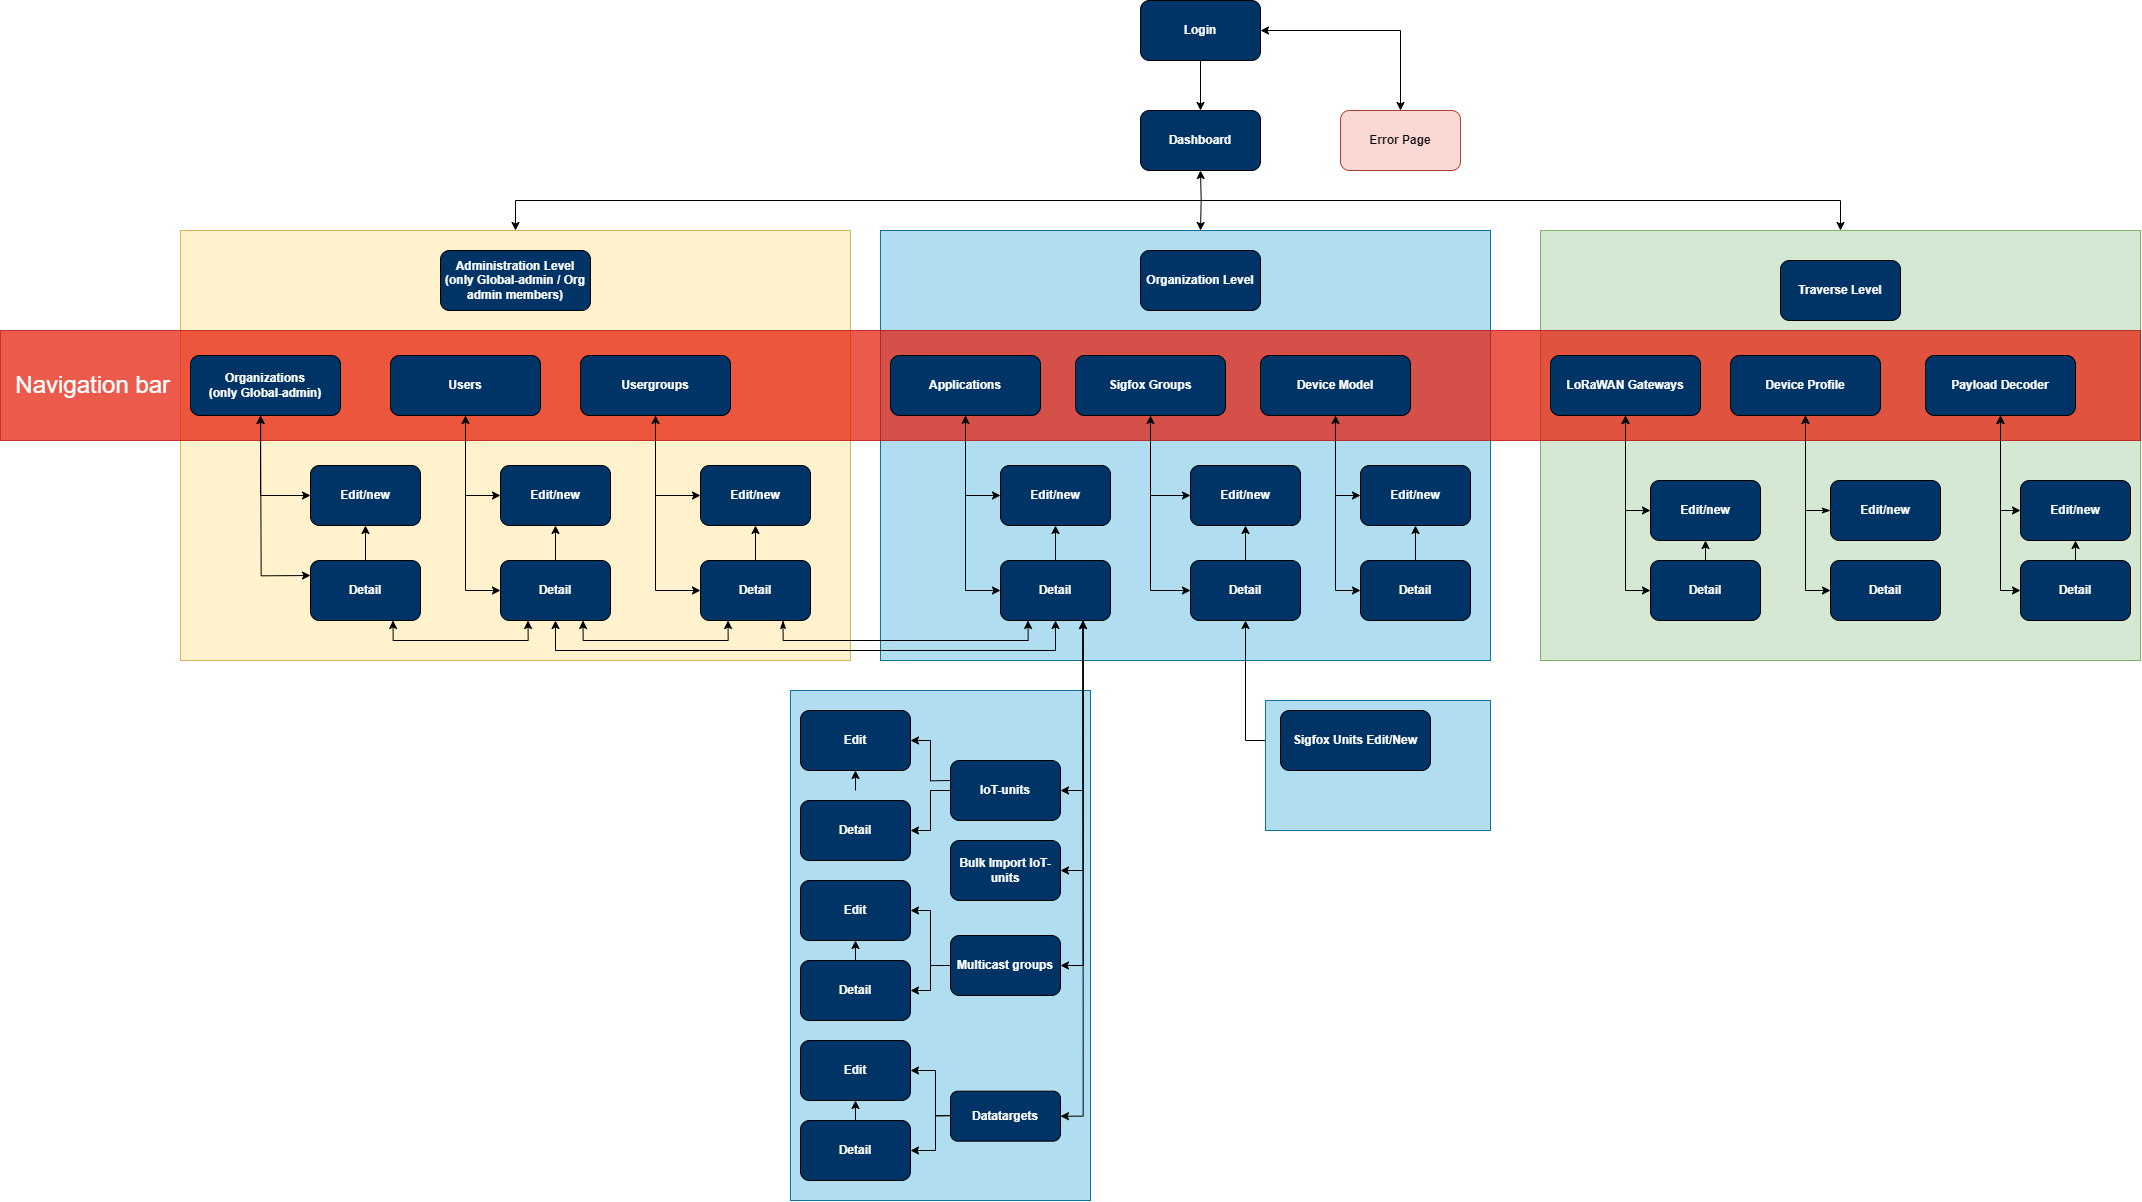 Login
Dashboard
Error Page
Administration Level
(only Global-admin / Org
admin members)
Organization Level
Traverse Level
Navigation bar
Organizations
(only Global-admin)
Users
Usergroups
Applications
Sigfox Groups
Device Model
LoRaWAN Gateways
Device Profile
Payload Decoder
Edit/new
Edit/new
Edit/new
Edit/new
Edit/new
Edit/new
Edit/new
Edit/new
Edit/new
Detail
Detail
Detail
Detail
Detail
Detail
Detail
Detail
Detail
Edit
Sigfox Units Edit/New
IoT-units
Detail
Bulk Import IoT-
units
Edit
Multicast groups
Detail
Edit
Datatargets
Detail